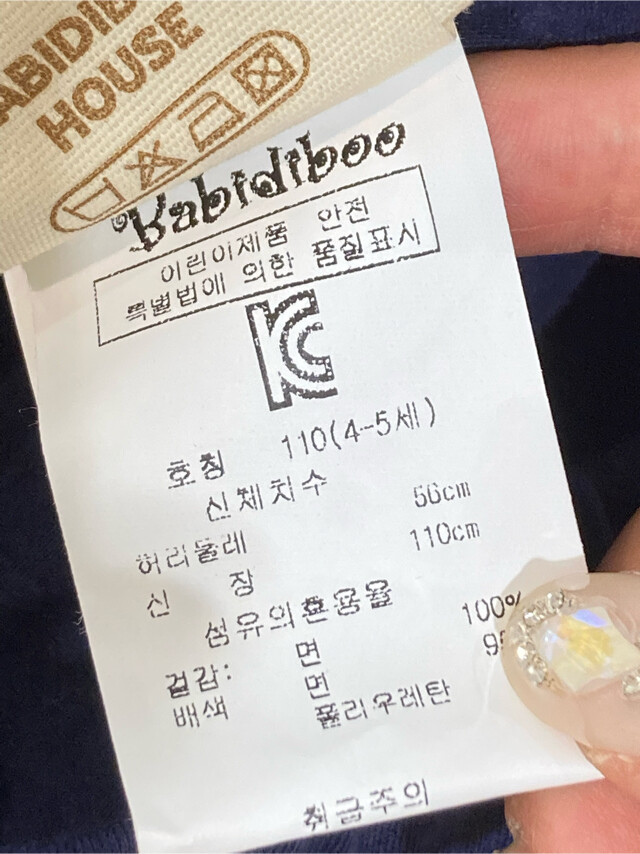 ABIDIB
HOUSE
Babidiboo
어린이제품 안전
특별법에 의한 품질표시
KC
호칭 110(4-5세)
신체치수
허리둘레 56cm
신 장 110cm
섬유의혼용율
겉감: 면 100%
배색 면
폴리우레탄
취급주의